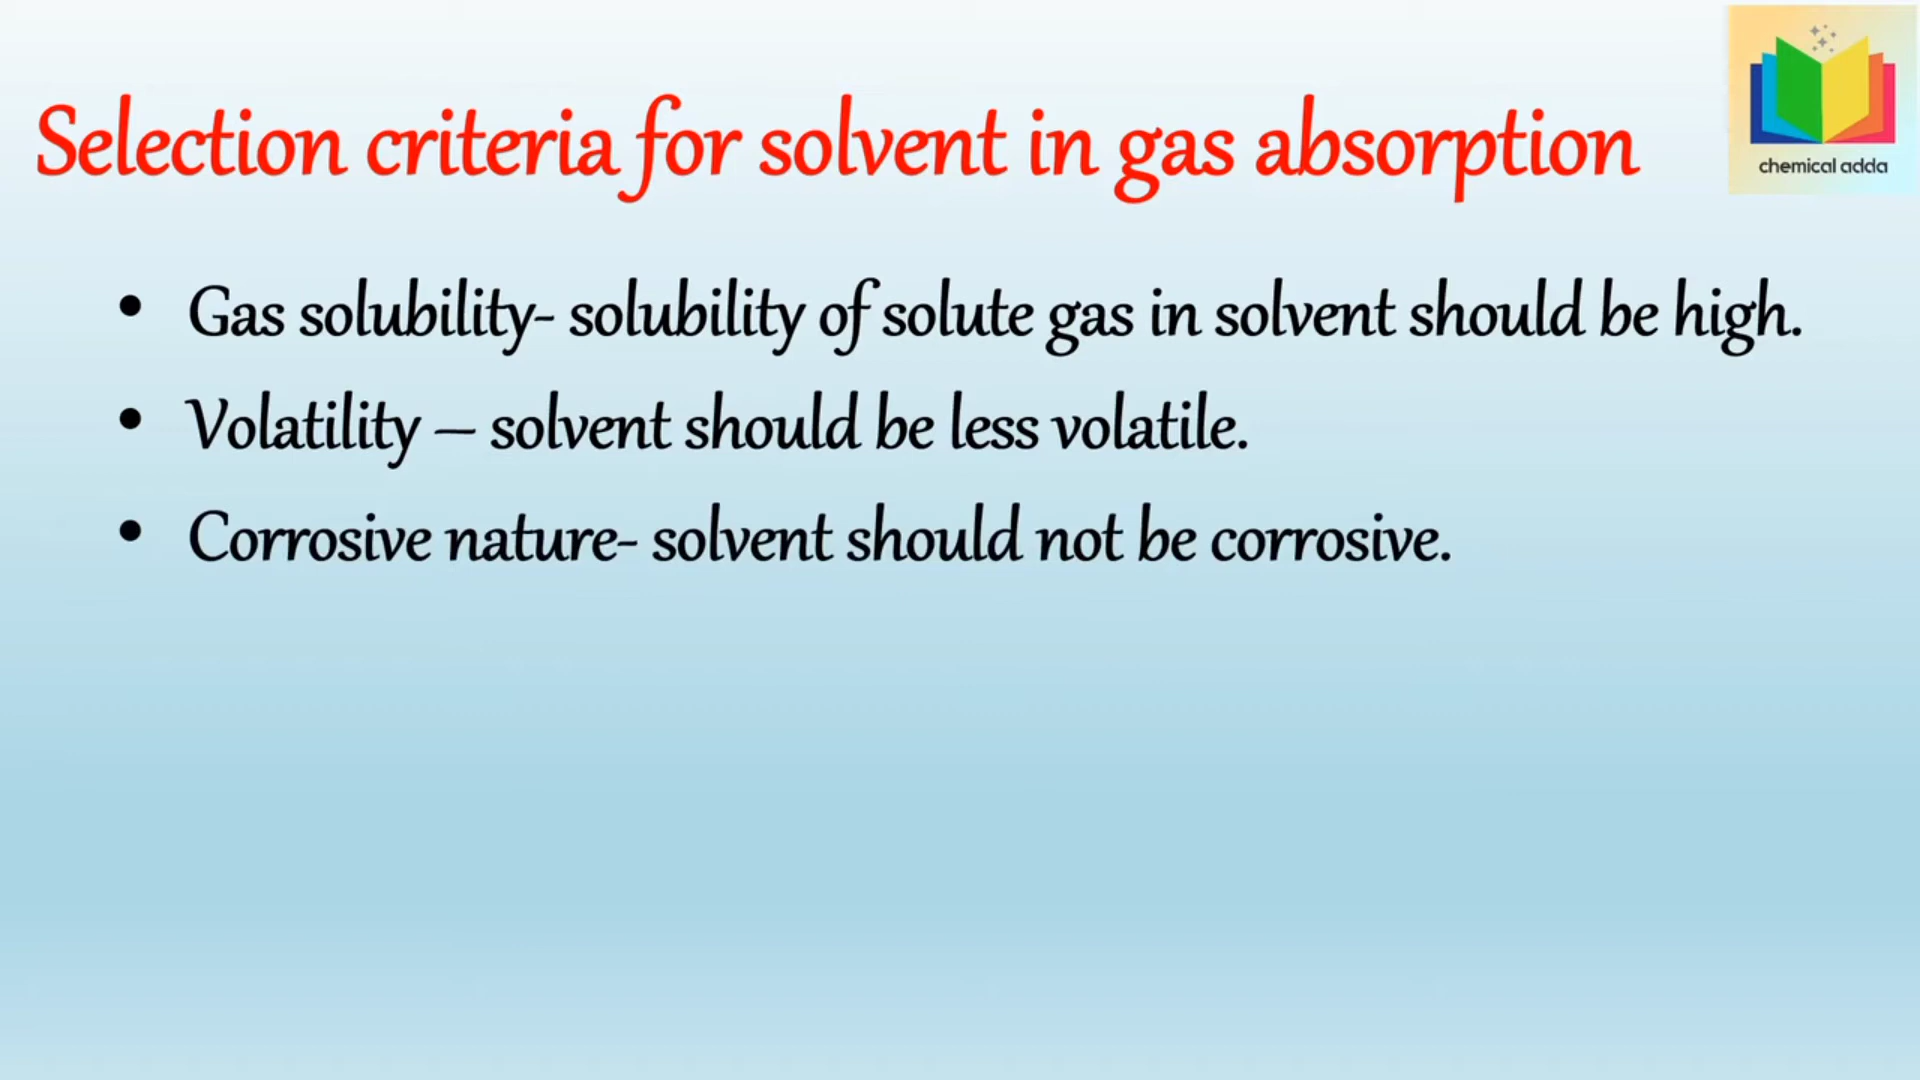 Selection criteria for solvent in gas absorption
chemical adda
• Gas solubility- solubility of solute gas in solvent should be high.
• Volatility – solvent should be less volatile.
• Corrosive nature- solvent should not be corrosive.